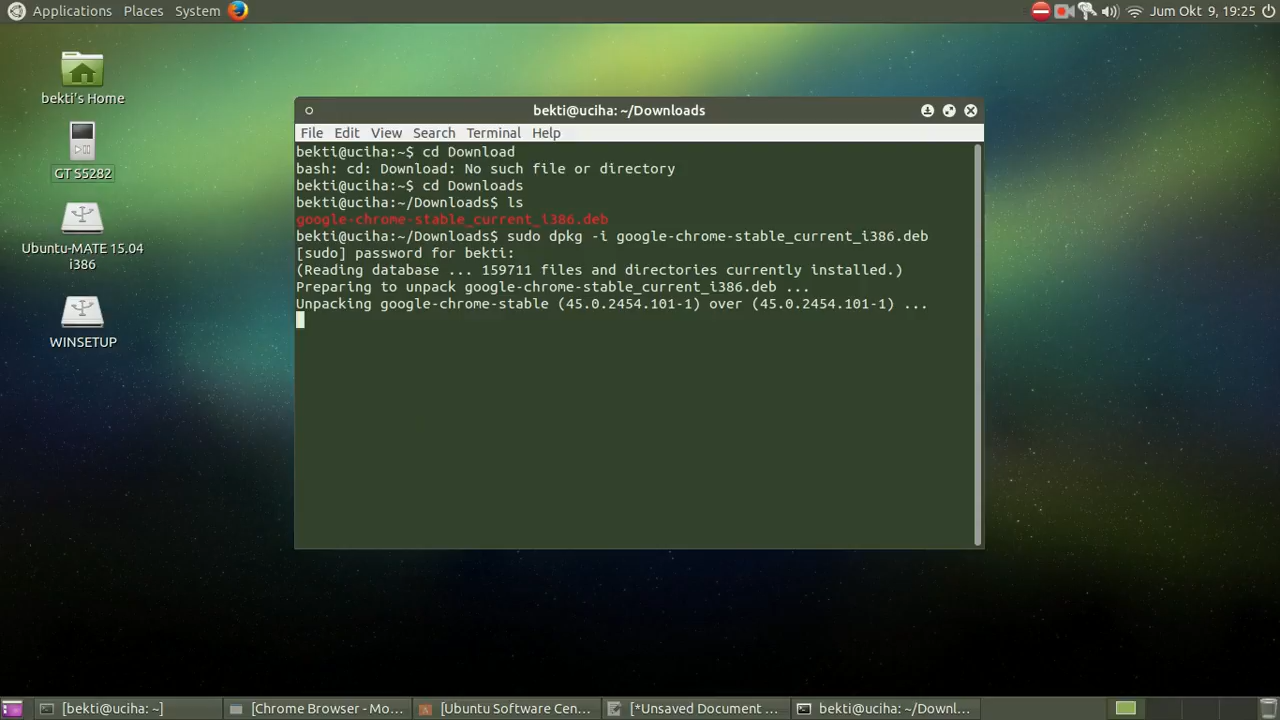 Applications Places System
Jum Okt 9, 19:25
bekti's Home
GT S5282
Ubuntu-MATE 15.04
i386
WINSETUP
bekti@uciha: ~/Downloads
File Edit View Search Terminal Help
bekti@uciha:~$ cd Download
bash: cd: Download: No such file or directory
bekti@uciha:~$ cd Downloads
bekti@uciha:~/Downloads$ ls
google-chrome-stable_current_i386.deb
bekti@uciha:~/Downloads$ sudo dpkg -i google-chrome-stable_current_i386.deb
[sudo] password for bekti:
(Reading database ... 159711 files and directories currently installed.)
Preparing to unpack google-chrome-stable_current_i386.deb ...
Unpacking google-chrome-stable (45.0.2454.101-1) over (45.0.2454.101-1) ...
[bekti@uciha: ~]
[Chrome Browser - Mo...
[Ubuntu Software Cen...
[*Unsaved Document ...
bekti@uciha: ~/Downl...